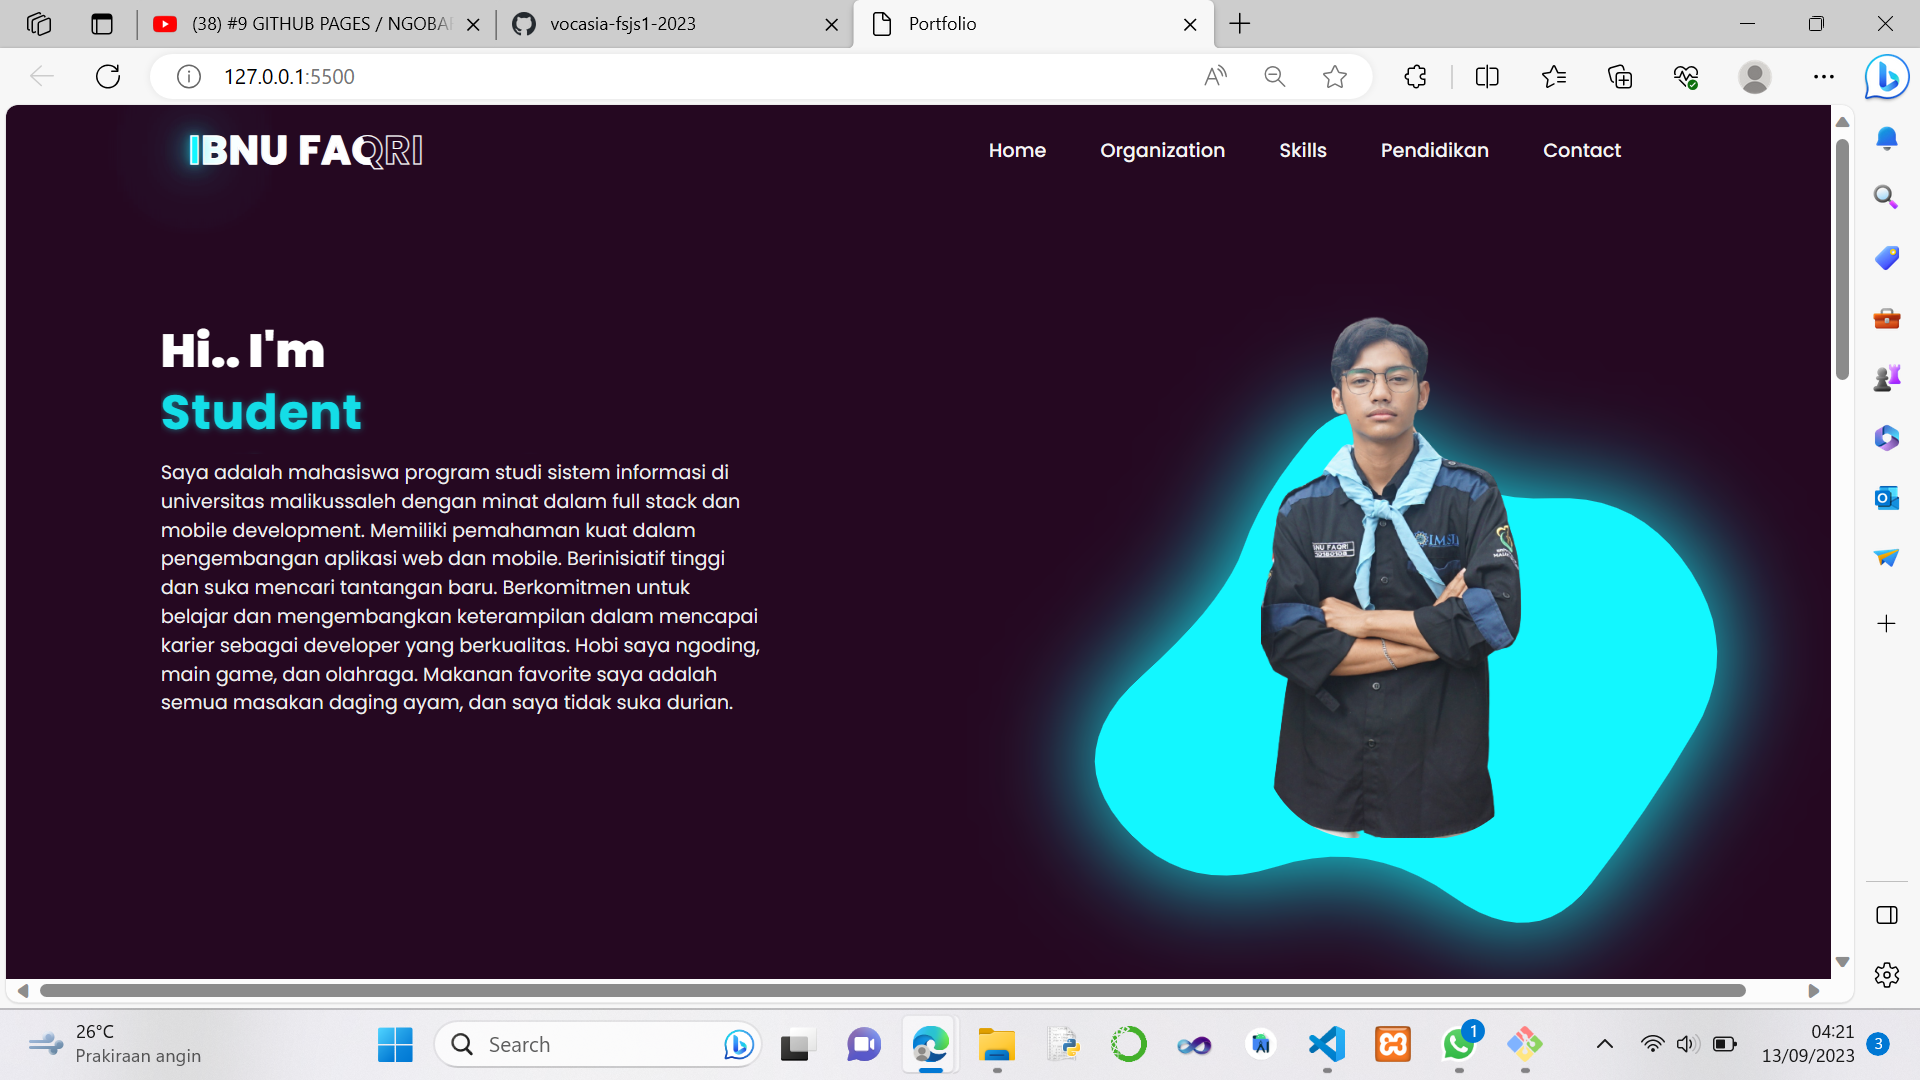 (38) #9 GITHUB PAGES / NGOBAR
vocasia-fsjs1-2023
Portfolio
127.0.0.1:5500
IBNU FAQRI
Home
Organization
Skills
Pendidikan
Contact
Hi.. I'm
Student
Saya adalah mahasiswa program studi sistem informasi di
universitas malikussaleh dengan minat dalam full stack dan
mobile development. Memiliki pemahaman kuat dalam
pengembangan aplikasi web dan mobile. Berinisiatif tinggi
dan suka mencari tantangan baru. Berkomitmen untuk
belajar dan mengembangkan keterampilan dalam mencapai
karier sebagai developer yang berkualitas. Hobi saya ngoding,
main game, dan olahraga. Makanan favorite saya adalah
semua masakan daging ayam, dan saya tidak suka durian.
26°C
Prakiraan angin
Search
1
04:21
13/09/2023
3